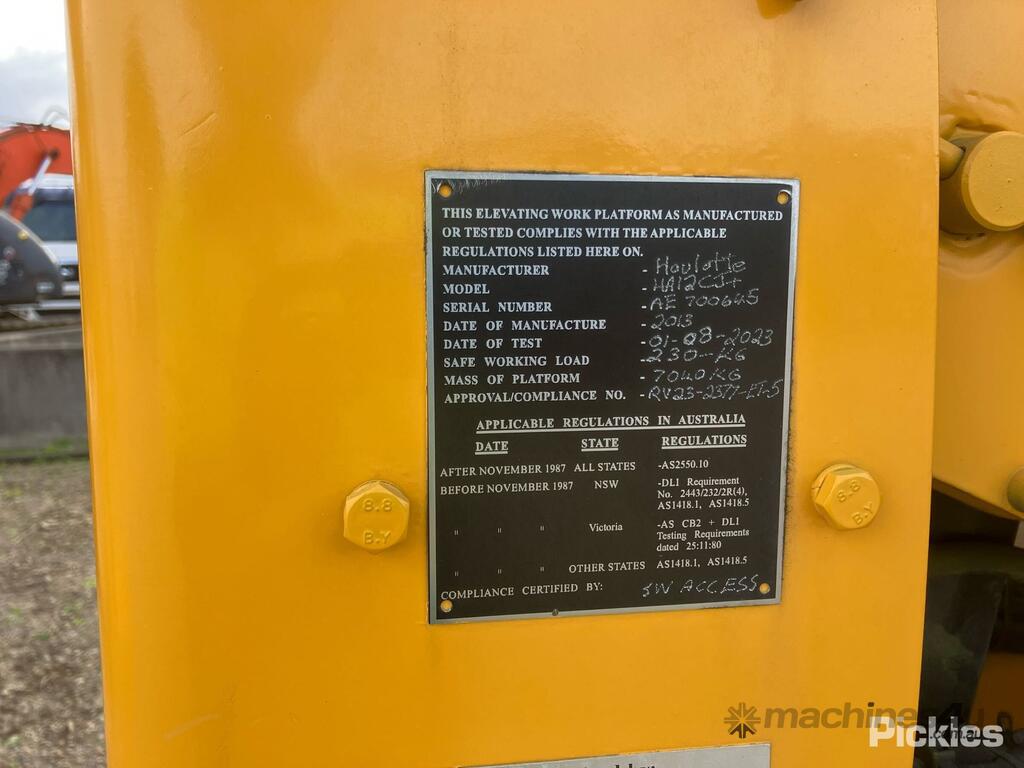 THIS ELEVATING WORK PLATFORM AS MANUFACTURED
OR TESTED COMPLIES WITH THE APPLICABLE
REGULATIONS LISTED HERE ON.
MANUFACTURER - Haulotte
MODEL - HA12CJ+
SERIAL NUMBER - AE 700645
DATE OF MANUFACTURE - 2013
DATE OF TEST - 01-08-2023
SAFE WORKING LOAD - 230-KG
MASS OF PLATFORM - 7040 KG
APPROVAL/COMPLIANCE NO. - RV23-2377-ET-5
APPLICABLE REGULATIONS IN AUSTRALIA
DATE STATE REGULATIONS
AFTER NOVEMBER 1987 ALL STATES -AS2550.10
BEFORE NOVEMBER 1987 NSW -DL1 Requirement
No. 2443/232/2R(4),
AS1418.1, AS1418.5
" " " Victoria -AS CB2 + DL1
Testing Requirements
dated 25:11:80
" " " OTHER STATES AS1418.1, AS1418.5
COMPLIANCE CERTIFIED BY: SW ACCESS
8.8
B.Y
8.8
B.Y
machines4u
.com.au
Pickles